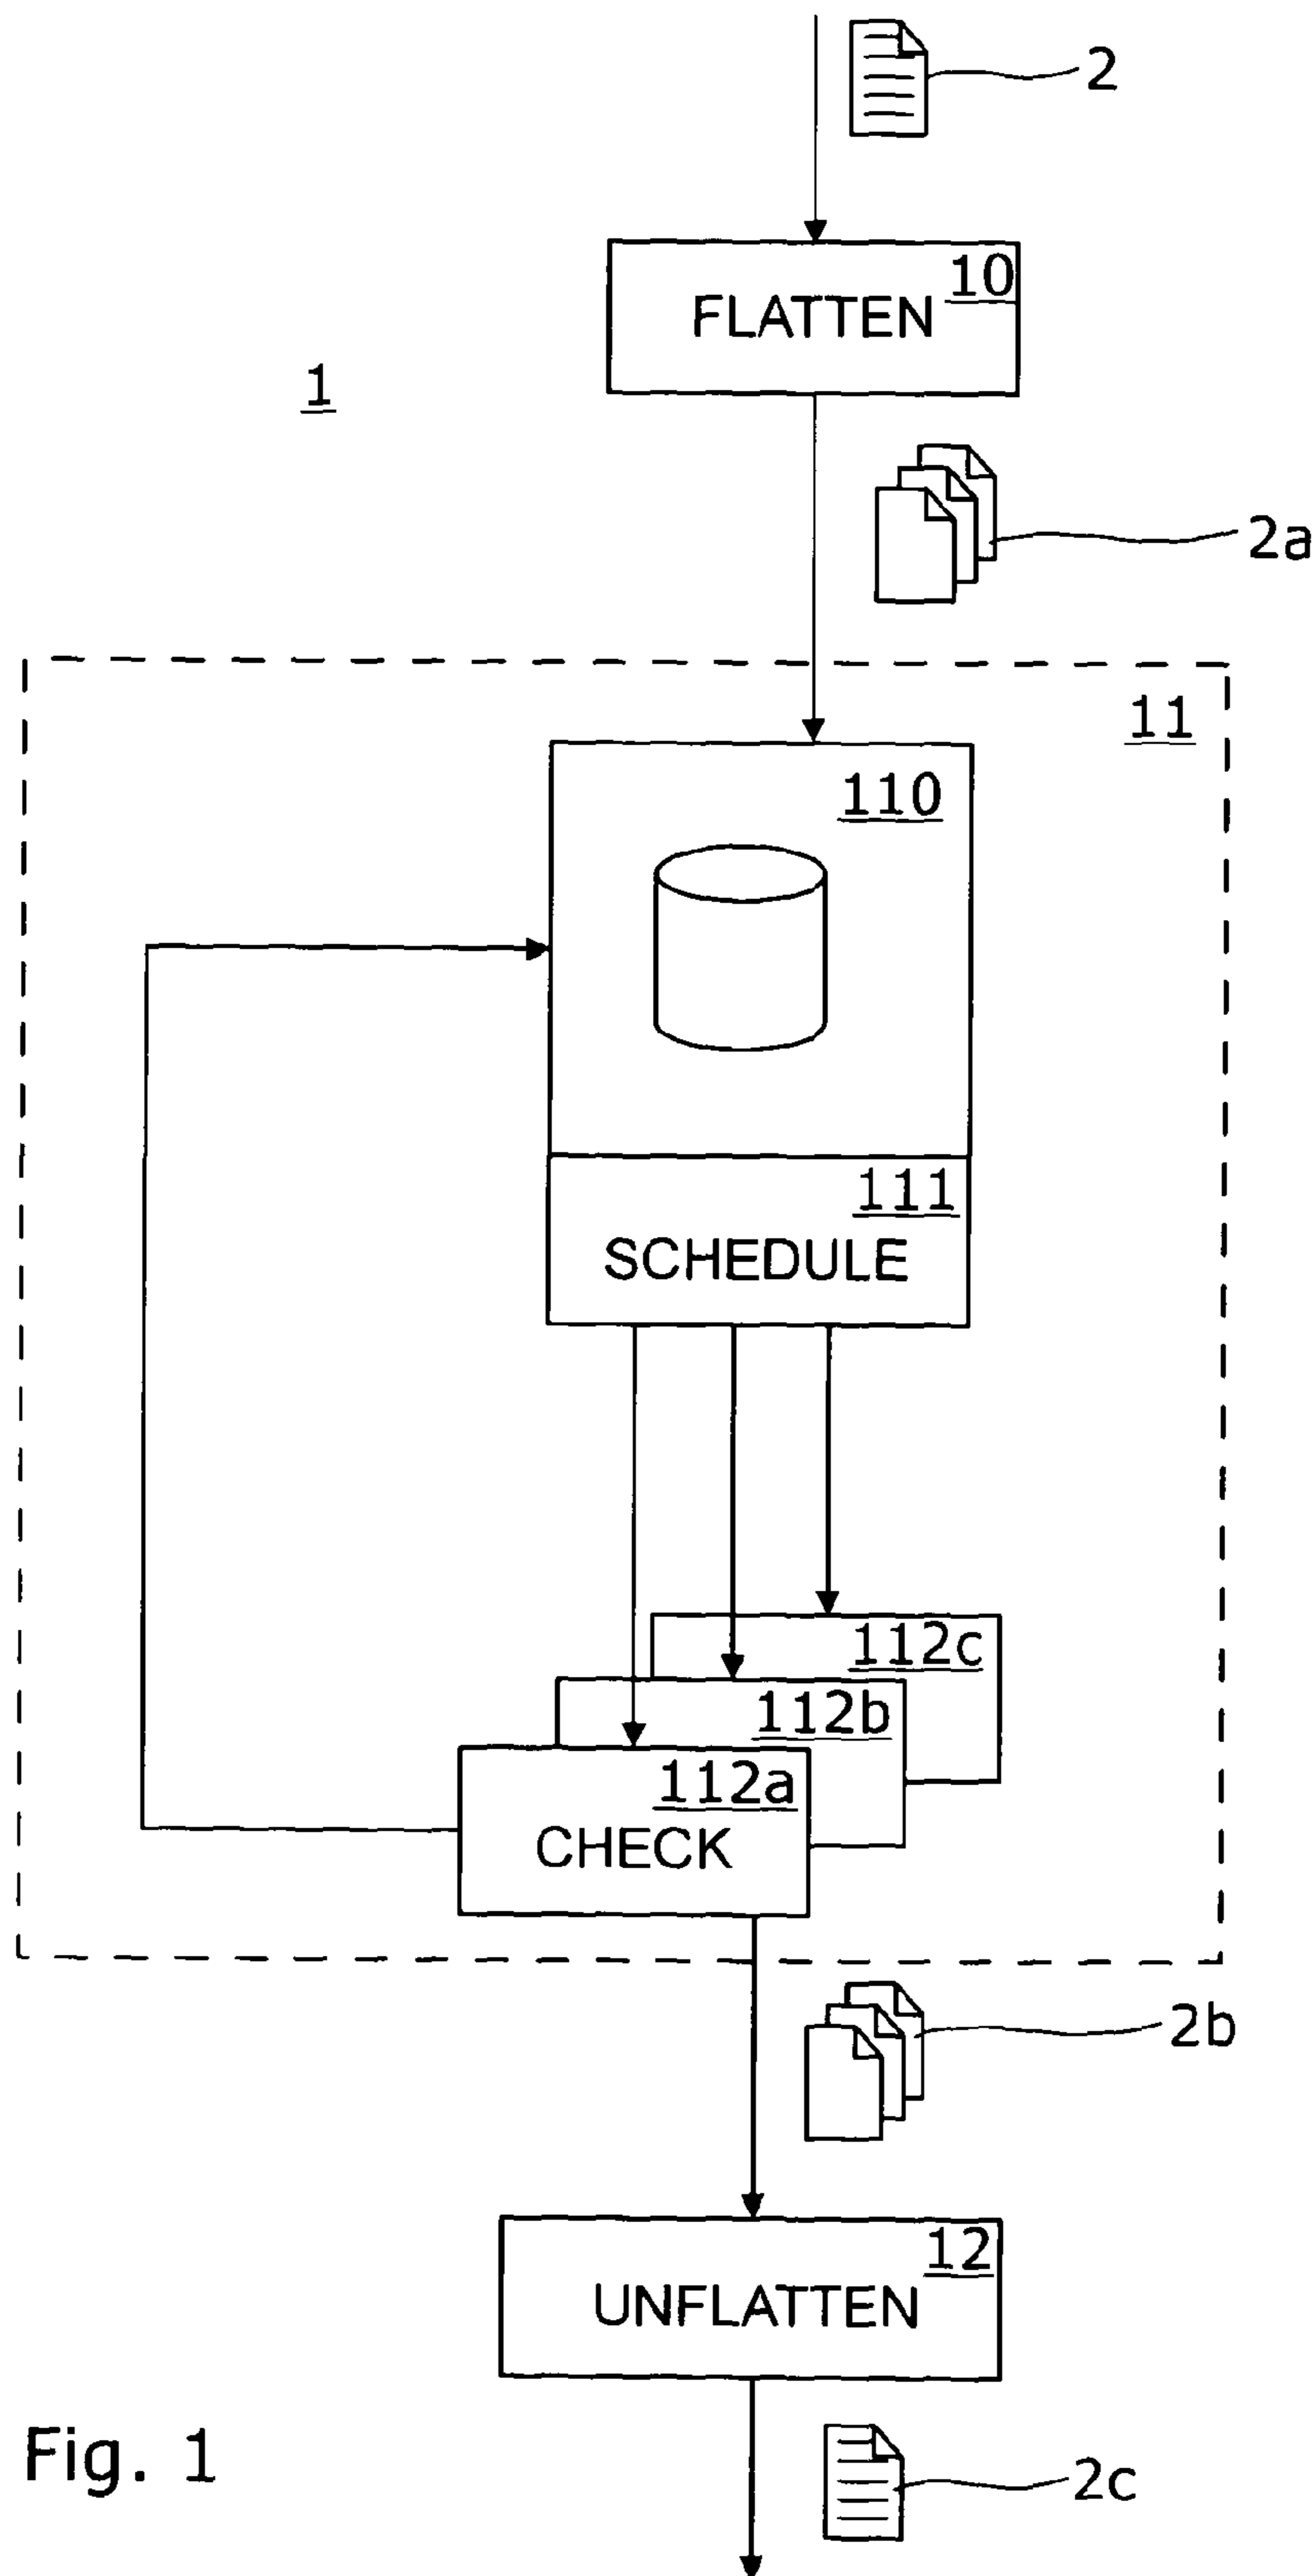 2
10
FLATTEN
1
2a
11
110
111
SCHEDULE
112c
112b
112a
CHECK
2b
12
UNFLATTEN
Fig. 1
2c